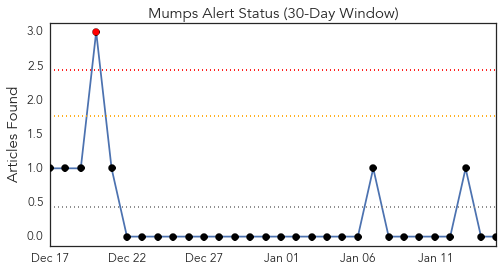 Mumps Alert Status (30-Day Window)
Articles Found
3.0
2.5
2.0
1.5
1.0
0.5
0.0
Dec 17
Dec 22
Dec 27
Jan 01
Jan 06
Jan 11